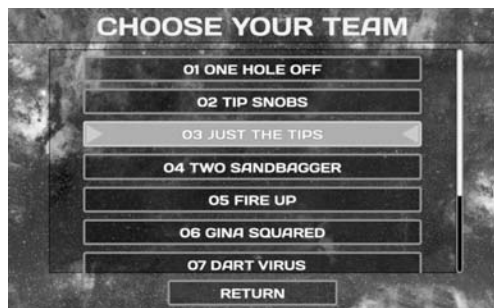 CHOOSE YOUR TEAM
01 ONE HOLE OFF
02 TIP SNOBS
03 JUST THE TIPS
04 TWO SANDBAGGER
05 FIRE UP
06 GINA SQUARED
07 DART VIRUS
RETURN